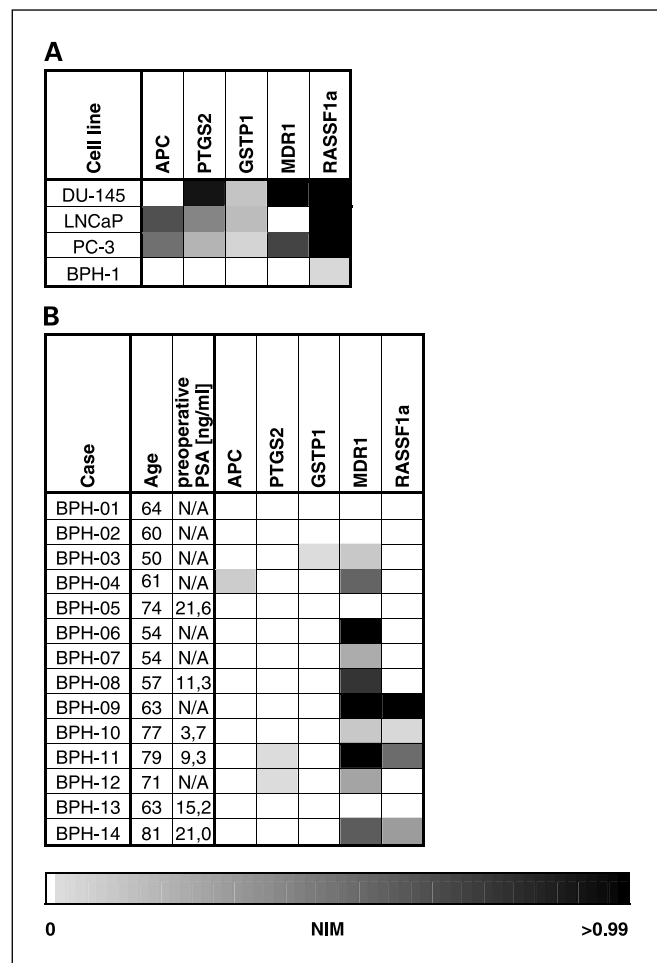 A
Cell line APC PTGS2 GSTP1 MDR1 RASSF1a
DU-145
LNCaP
PC-3
BPH-1
B
Case Age preoperative PSA [ng/ml] APC PTGS2 GSTP1 MDR1 RASSF1a
BPH-01 64 N/A
BPH-02 60 N/A
BPH-03 50 N/A
BPH-04 61 N/A
BPH-05 74 21,6
BPH-06 54 N/A
BPH-07 54 N/A
BPH-08 57 11,3
BPH-09 63 N/A
BPH-10 77 3,7
BPH-11 79 9,3
BPH-12 71 N/A
BPH-13 63 15,2
BPH-14 81 21,0
0 NIM >0.99